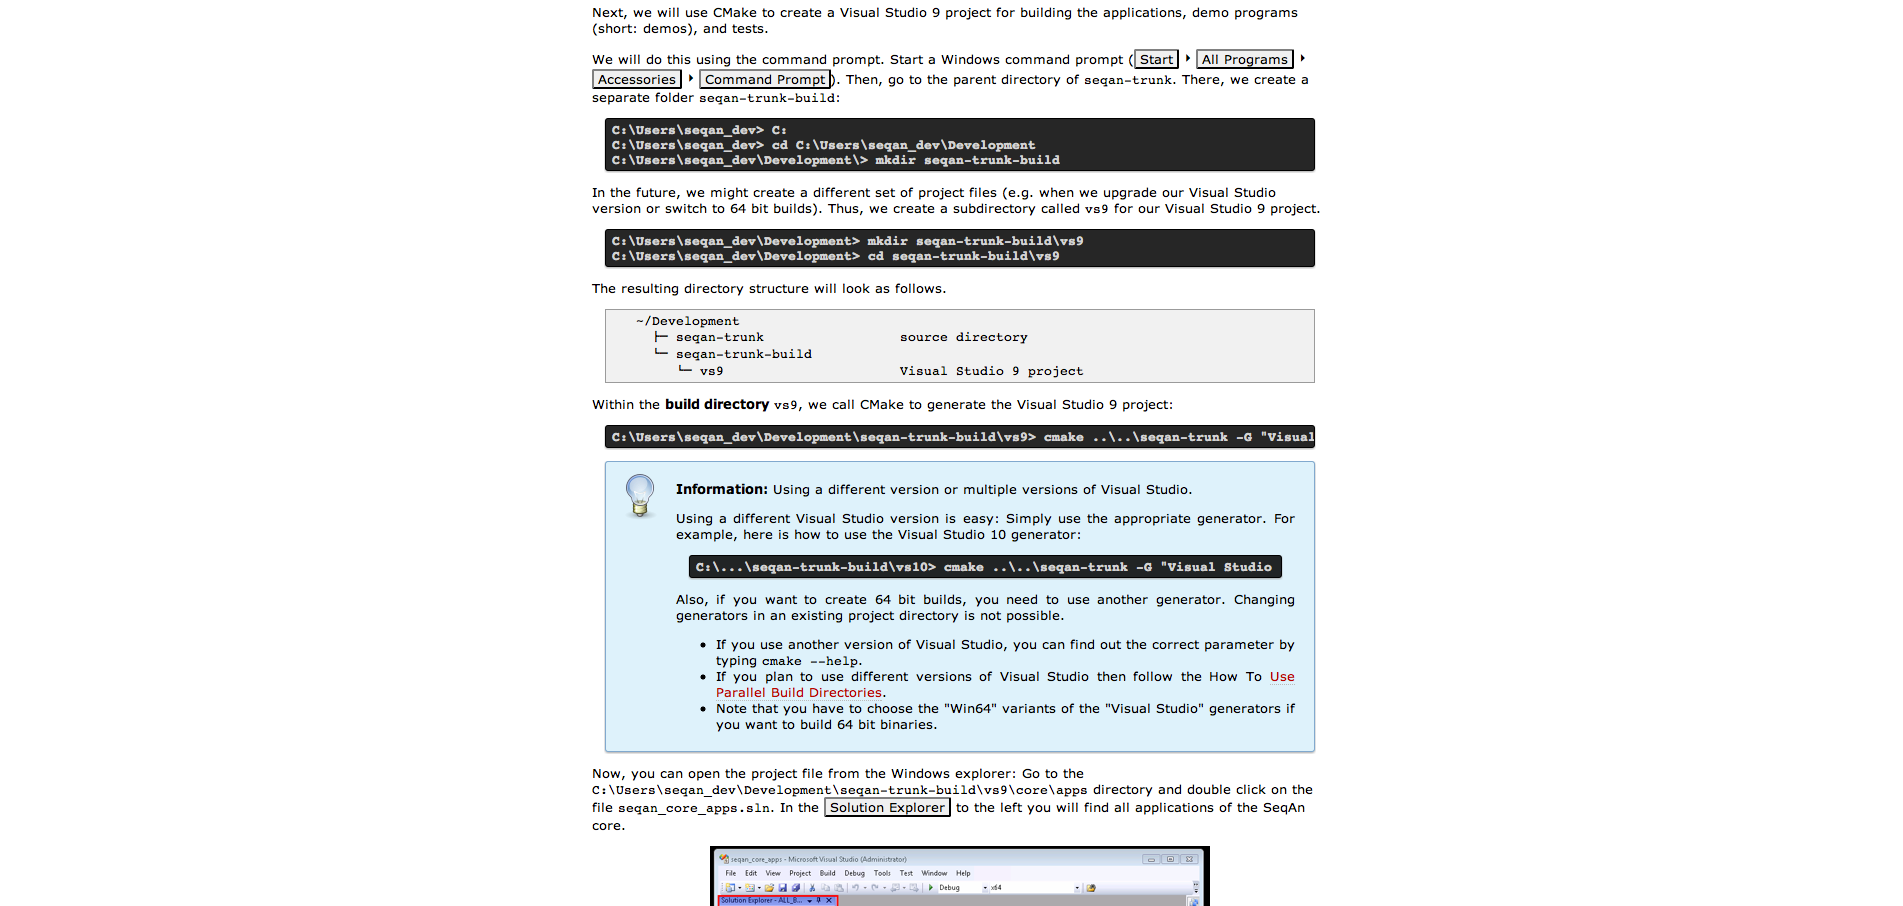 Next, we will use CMake to create a Visual Studio 9 project for building the applications, demo programs
(short: demos), and tests.
We will do this using the command prompt. Start a Windows command prompt (Start ▸ All Programs ▸
Accessories ▸ Command Prompt). Then, go to the parent directory of seqan-trunk. There, we create a
separate folder seqan-trunk-build:
C:\Users\seqan_dev> C:
C:\Users\seqan_dev> cd C:\Users\seqan_dev\Development
C:\Users\seqan_dev\Development\> mkdir seqan-trunk-build
In the future, we might create a different set of project files (e.g. when we upgrade our Visual Studio
version or switch to 64 bit builds). Thus, we create a subdirectory called vs9 for our Visual Studio 9 project.
C:\Users\seqan_dev\Development> mkdir seqan-trunk-build\vs9
C:\Users\seqan_dev\Development> cd seqan-trunk-build\vs9
The resulting directory structure will look as follows.
~/Development
├─ seqan-trunk source directory
└─ seqan-trunk-build
└─ vs9 Visual Studio 9 project
Within the build directory vs9, we call CMake to generate the Visual Studio 9 project:
C:\Users\seqan_dev\Development\seqan-trunk-build\vs9> cmake ..\..\seqan-trunk -G "Visual
Information: Using a different version or multiple versions of Visual Studio.
Using a different Visual Studio version is easy: Simply use the appropriate generator. For
example, here is how to use the Visual Studio 10 generator:
C:\...\seqan-trunk-build\vs10> cmake ..\..\seqan-trunk -G "Visual Studio
Also, if you want to create 64 bit builds, you need to use another generator. Changing
generators in an existing project directory is not possible.
• If you use another version of Visual Studio, you can find out the correct parameter by
typing cmake --help.
• If you plan to use different versions of Visual Studio then follow the How To Use
Parallel Build Directories.
• Note that you have to choose the "Win64" variants of the "Visual Studio" generators if
you want to build 64 bit binaries.
Now, you can open the project file from the Windows explorer: Go to the
C:\Users\seqan_dev\Development\seqan-trunk-build\vs9\core\apps directory and double click on the
file seqan_core_apps.sln. In the Solution Explorer to the left you will find all applications of the SeqAn
core.
seqan_core_apps - Microsoft Visual Studio (Administrator)
File Edit View Project Build Debug Tools Test Window Help
Debug x64
Solution Explorer - ALL_B...